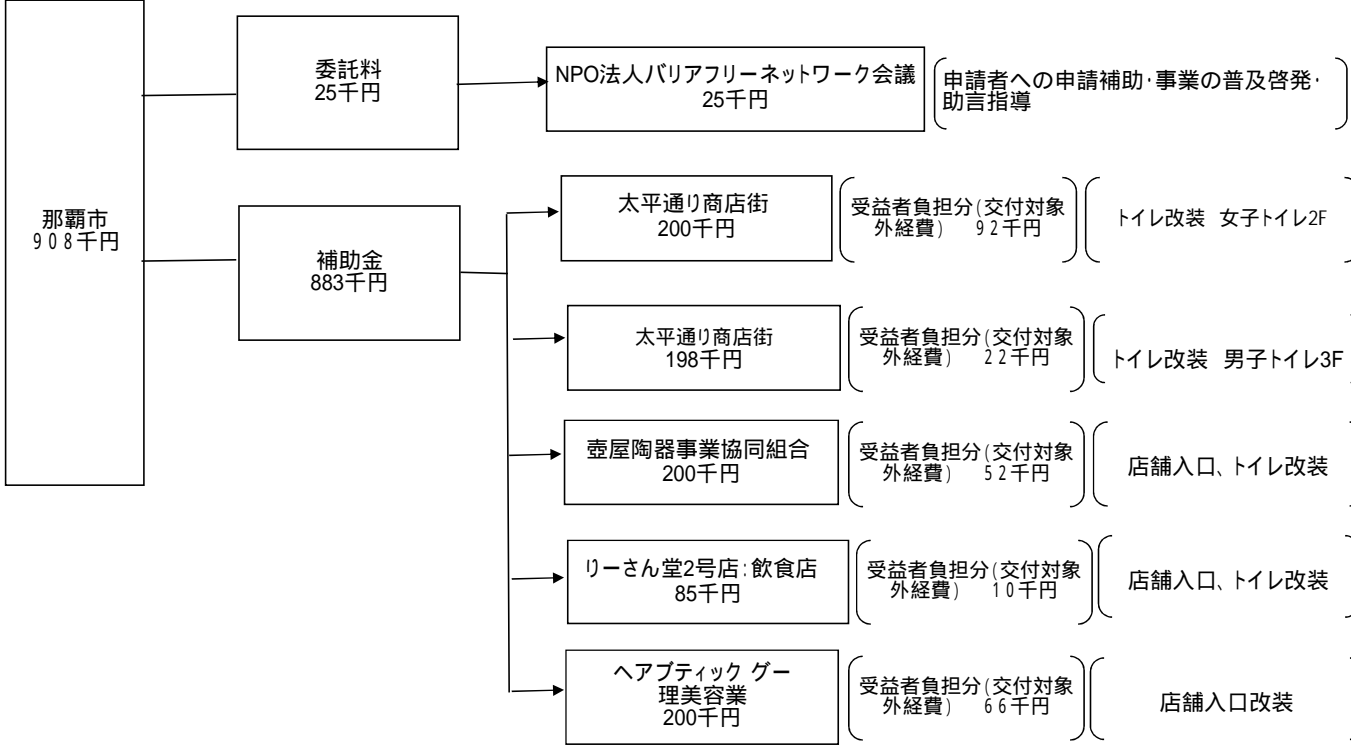 那覇市
908千円
委託料
25千円
NPO法人バリアフリーネットワーク会議
25千円
申請者への申請補助・事業の普及啓発・
助言指導
補助金
883千円
太平通り商店街
200千円
受益者負担分(交付対象
外経費) 92千円
トイレ改装 女子トイレ2F
太平通り商店街
198千円
受益者負担分(交付対象
外経費) 22千円
トイレ改装 男子トイレ3F
壺屋陶器事業協同組合
200千円
受益者負担分(交付対象
外経費) 52千円
店舗入口、トイレ改装
りーさん堂2号店:飲食店
85千円
受益者負担分(交付対象
外経費) 10千円
店舗入口、トイレ改装
ヘアブティック グー
理美容業
200千円
受益者負担分(交付対象
外経費) 66千円
店舗入口改装